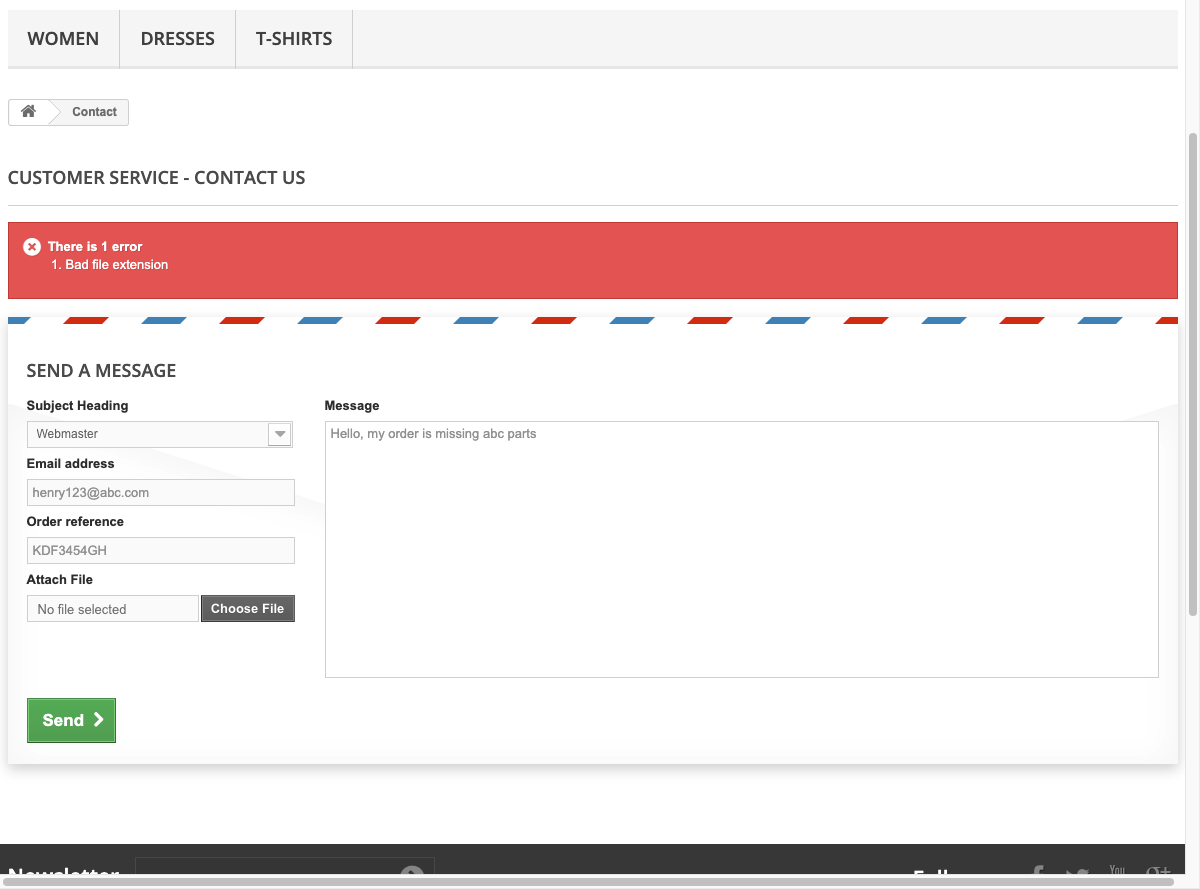 WOMEN
DRESSES
T-SHIRTS
Contact
CUSTOMER SERVICE - CONTACT US
There is 1 error
1. Bad file extension
SEND A MESSAGE
Subject Heading
Webmaster
Email address
henry123@abc.com
Order reference
KDF3454GH
Attach File
No file selected
Choose File
Message
Hello, my order is missing abc parts
Send
Newsletter